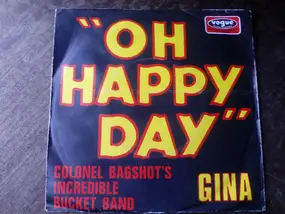 vogue
"OH
HAPPY
DAY"
COLONEL BAGSHOT'S
INCREDIBLE
BUCKET BAND
GINA